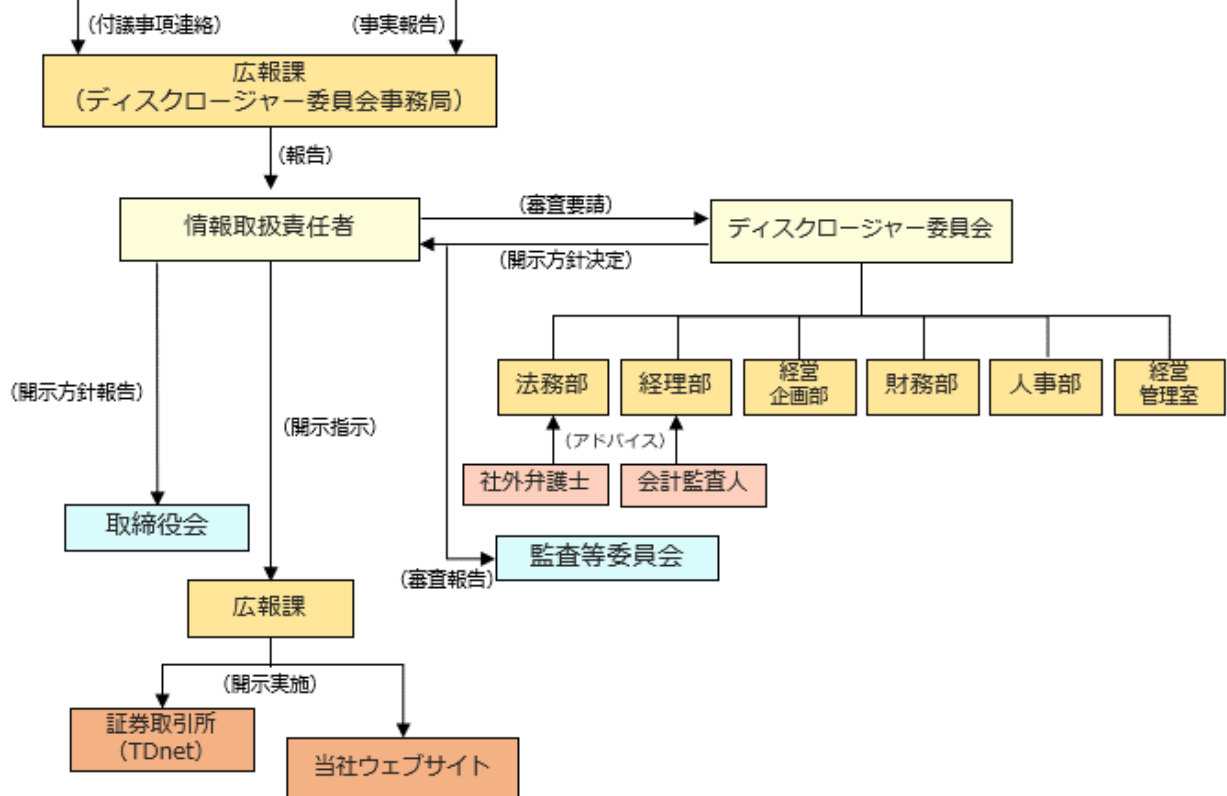 （付議事項連絡）
（事実報告）
広報課
（ディスクロージャー委員会事務局）
（報告）
情報取扱責任者
（審査要請）
ディスクロージャー委員会
（開示方針決定）
法務部
経理部
経営
企画部
財務部
人事部
経営
管理室
（開示方針報告）
（開示指示）
（アドバイス）
社外弁護士
会計監査人
取締役会
監査等委員会
（審査報告）
広報課
（開示実施）
証券取引所
（TDnet）
当社ウェブサイト